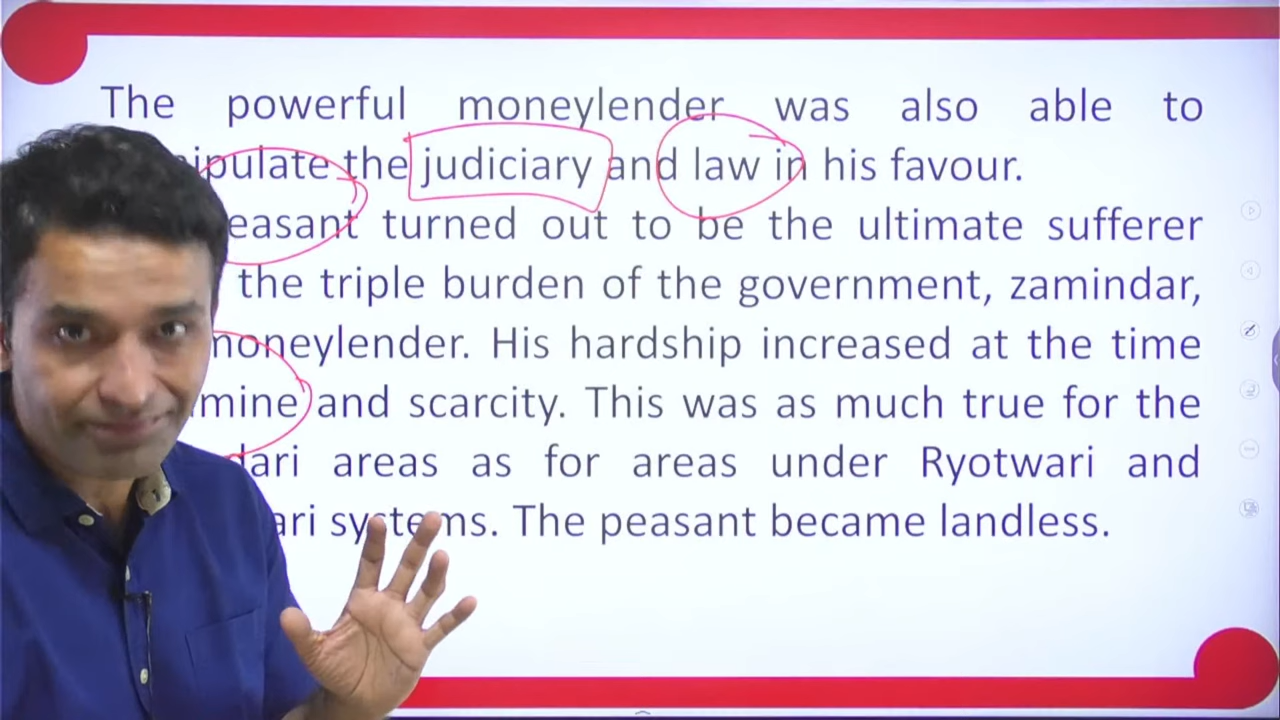 The powerful moneylender was also able to
ipulate the judiciary and law in his favour.
easant turned out to be the ultimate sufferer
the triple burden of the government, zamindar,
moneylender. His hardship increased at the time
mine and scarcity. This was as much true for the
dari areas as for areas under Ryotwari and
ari systems. The peasant became landless.